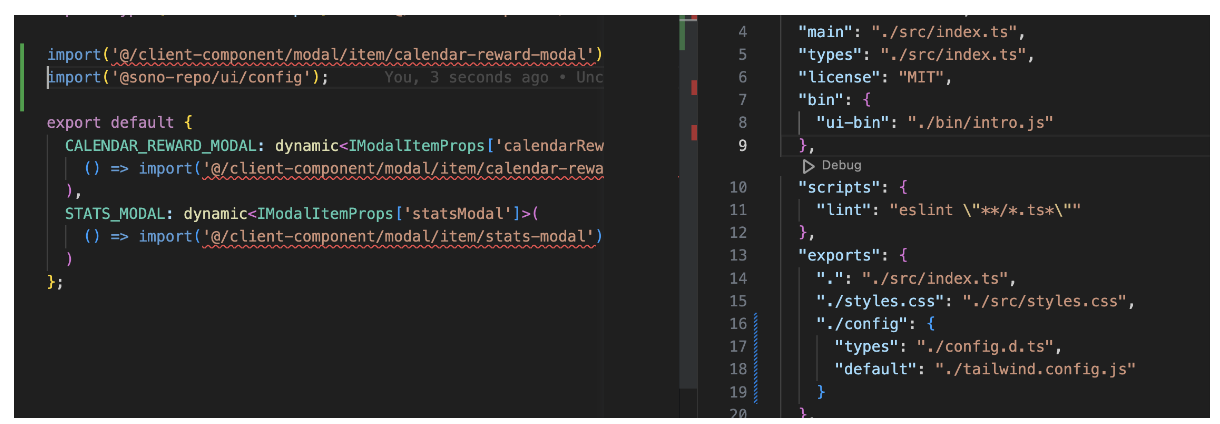 import('@/client-component/modal/item/calendar-reward-modal')
import('@sono-repo/ui/config'); You, 3 seconds ago • Unc
export default {
CALENDAR_REWARD_MODAL: dynamic<IModalItemProps['calendarRew
() => import('@/client-component/modal/item/calendar-rewa
),
STATS_MODAL: dynamic<IModalItemProps['statsModal']>(
() => import('@/client-component/modal/item/stats-modal')
)
};
4 "main": "./src/index.ts",
5 "types": "./src/index.ts",
6 "license": "MIT",
7 "bin": {
8 "ui-bin": "./bin/intro.js"
9 },
Debug
10 "scripts": {
11 "lint": "eslint \"**/*.ts*\""
12 },
13 "exports": {
14 ".": "./src/index.ts",
15 "./styles.css": "./src/styles.css",
16 "./config": {
17 "types": "./config.d.ts",
18 "default": "./tailwind.config.js"
19 }
20 },